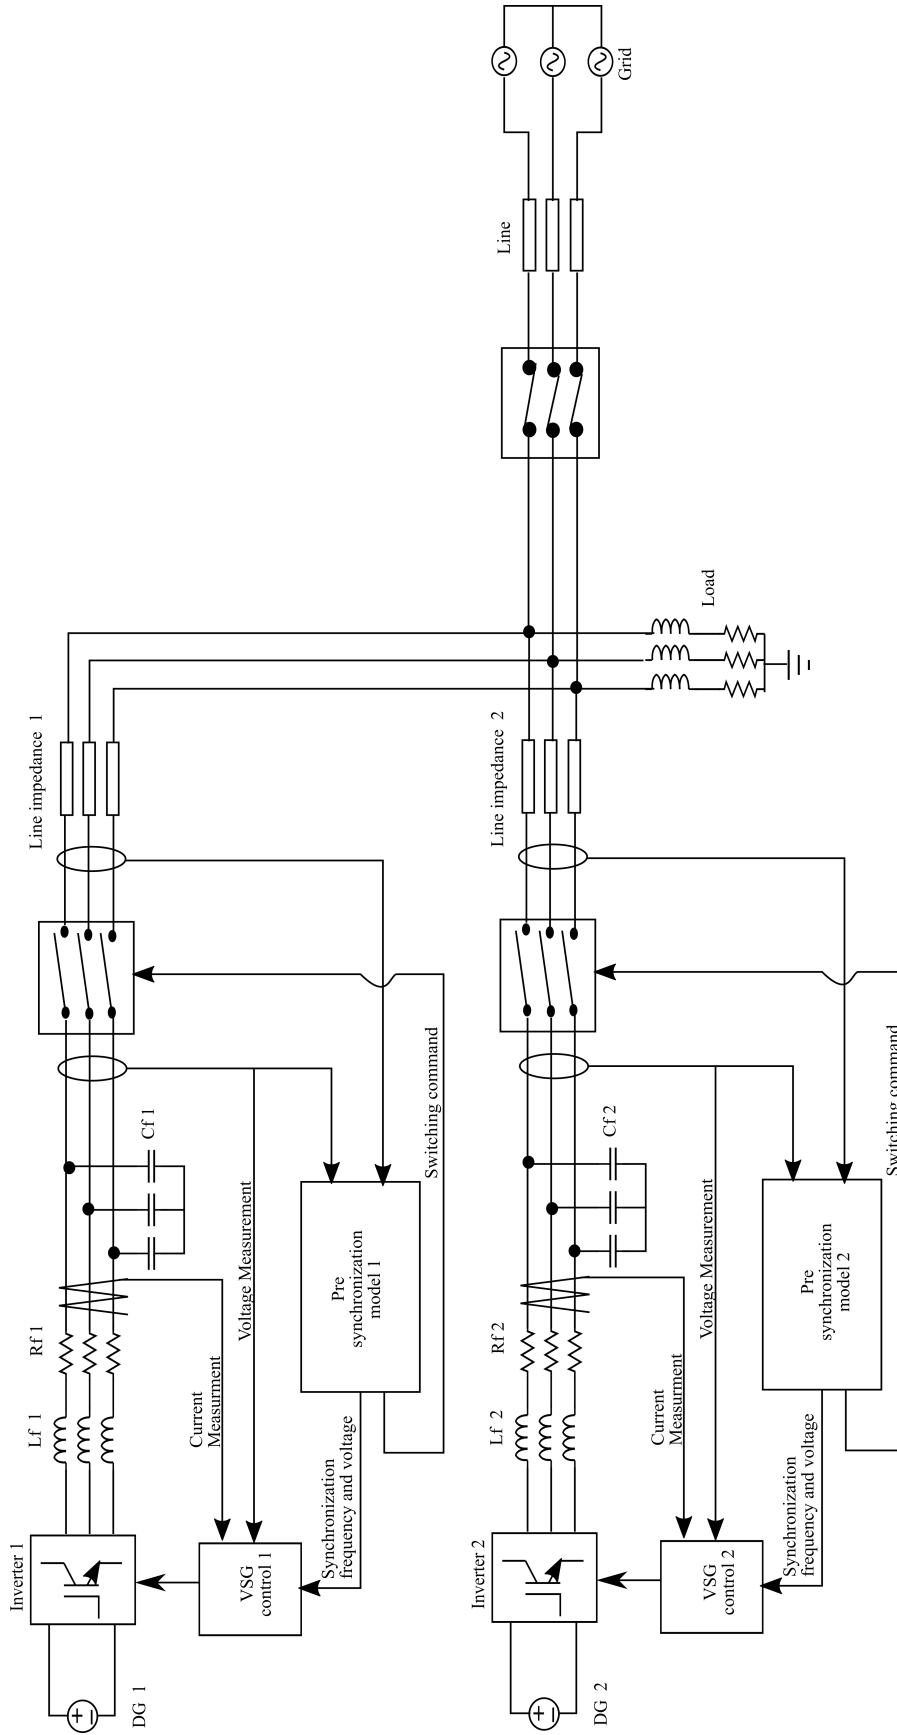 DG 1
Inverter 1
Lf 1
Rf 1
Cf 1
Line impedance 1
VSG
control 1
Current
Measurment
Voltage Measurement
Synchronization
frequency and voltage
Pre
synchronization
model 1
Switching command
DG 2
Inverter 2
Lf 2
Rf 2
Cf 2
Line impedance 2
VSG
control 2
Current
Measurment
Voltage Measurement
Synchronization
frequency and voltage
Pre
synchronization
model 2
Switching command
Load
Line
Grid